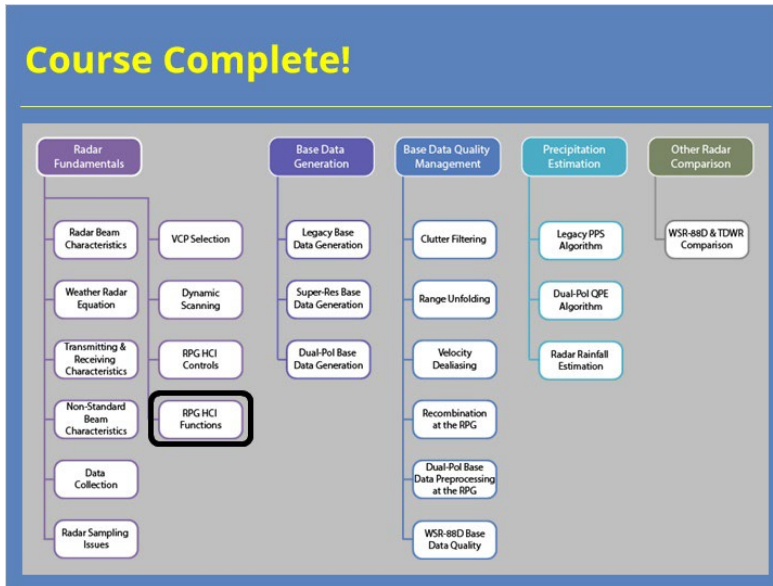 Course Complete!
Radar
Fundamentals
Radar Beam
Characteristics
Weather Radar
Equation
Transmitting &
Receiving
Characteristics
Non-Standard
Beam
Characteristics
Data
Collection
Radar Sampling
Issues
VCP Selection
Dynamic
Scanning
RPG HCI
Controls
RPG HCI
Functions
Base Data
Generation
Legacy Base
Data Generation
Super-Res Base
Data Generation
Dual-Pol Base
Data Generation
Base Data Quality
Management
Clutter Filtering
Range Unfolding
Velocity
Dealiasing
Recombination
at the RPG
Dual-Pol Base
Data Preprocessing
at the RPG
WSR-88D Base
Data Quality
Precipitation
Estimation
Legacy PPS
Algorithm
Dual-Pol QPE
Algorithm
Radar Rainfall
Estimation
Other Radar
Comparison
WSR-88D & TDWR
Comparison